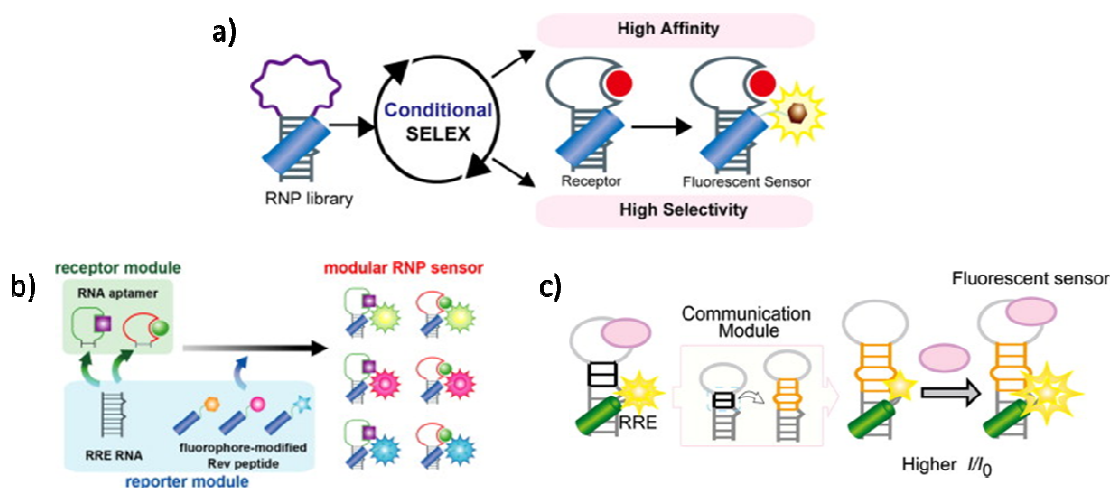 a)
High Affinity
Conditional
SELEX
RNP library
Receptor
Fluorescent Sensor
High Selectivity
b)
receptor module
RNA aptamer
modular RNP sensor
RRE RNA
fluorophore-modified
Rev peptide
reporter module
c)
Fluorescent sensor
Communication
Module
RRE
Higher I/I0